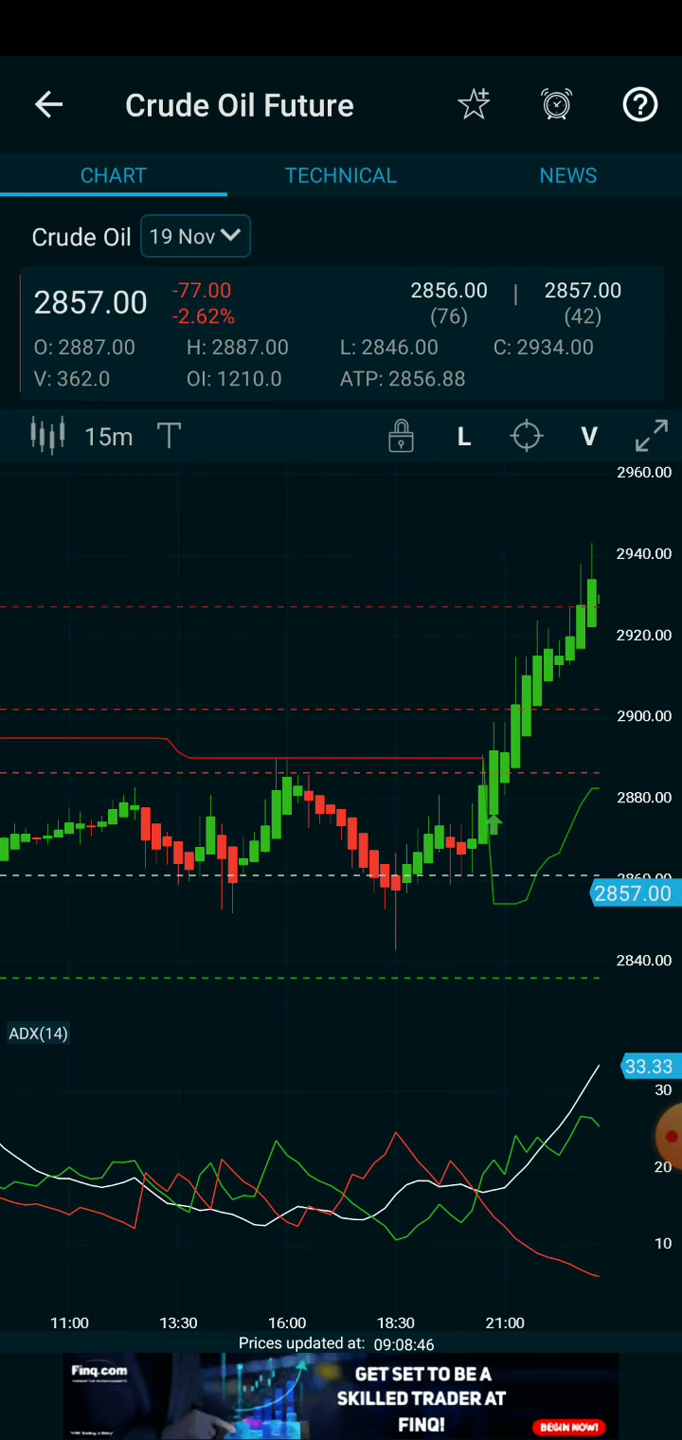 Crude Oil Future
CHART TECHNICAL NEWS
Crude Oil 19 Nov
2857.00 -77.00 2856.00 | 2857.00
-2.62% (76) (42)
O: 2887.00 H: 2887.00 L: 2846.00 C: 2934.00
V: 362.0 OI: 1210.0 ATP: 2856.88
15m T L V
2960.00
2940.00
2920.00
2900.00
2880.00
2860.00
2857.00
2840.00
ADX(14)
33.33
30
20
10
11:00 13:30 16:00 18:30 21:00
Prices updated at: 09:08:46
Finq.com
GET SET TO BE A
SKILLED TRADER AT
FINQ!
BEGIN NOW!